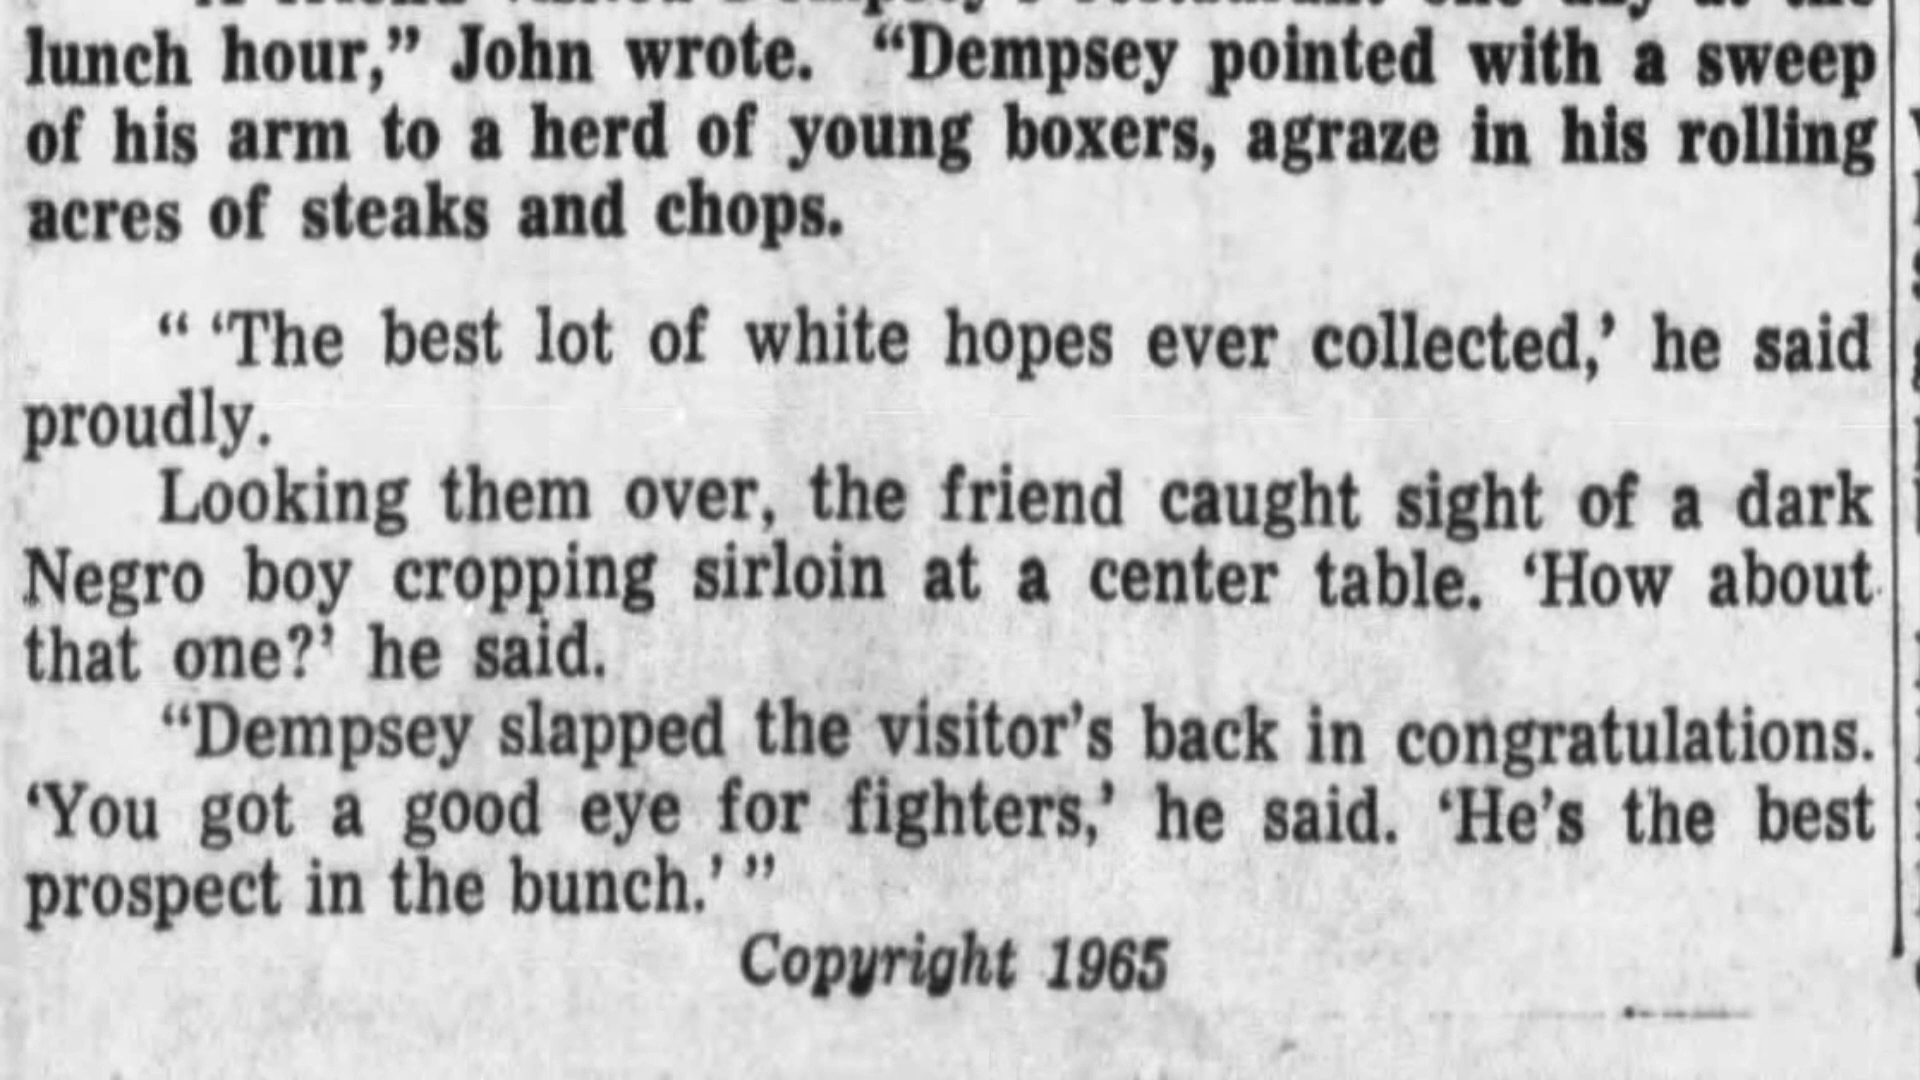 lunch hour,” John wrote. “Dempsey pointed with a sweep
of his arm to a herd of young boxers, agraze in his rolling
acres of steaks and chops.
“ ‘The best lot of white hopes ever collected,’ he said
proudly.
Looking them over, the friend caught sight of a dark
Negro boy cropping sirloin at a center table. ‘How about
that one?’ he said.
“Dempsey slapped the visitor’s back in congratulations.
‘You got a good eye for fighters,’ he said. ‘He’s the best
prospect in the bunch.’ ”
Copyright 1965